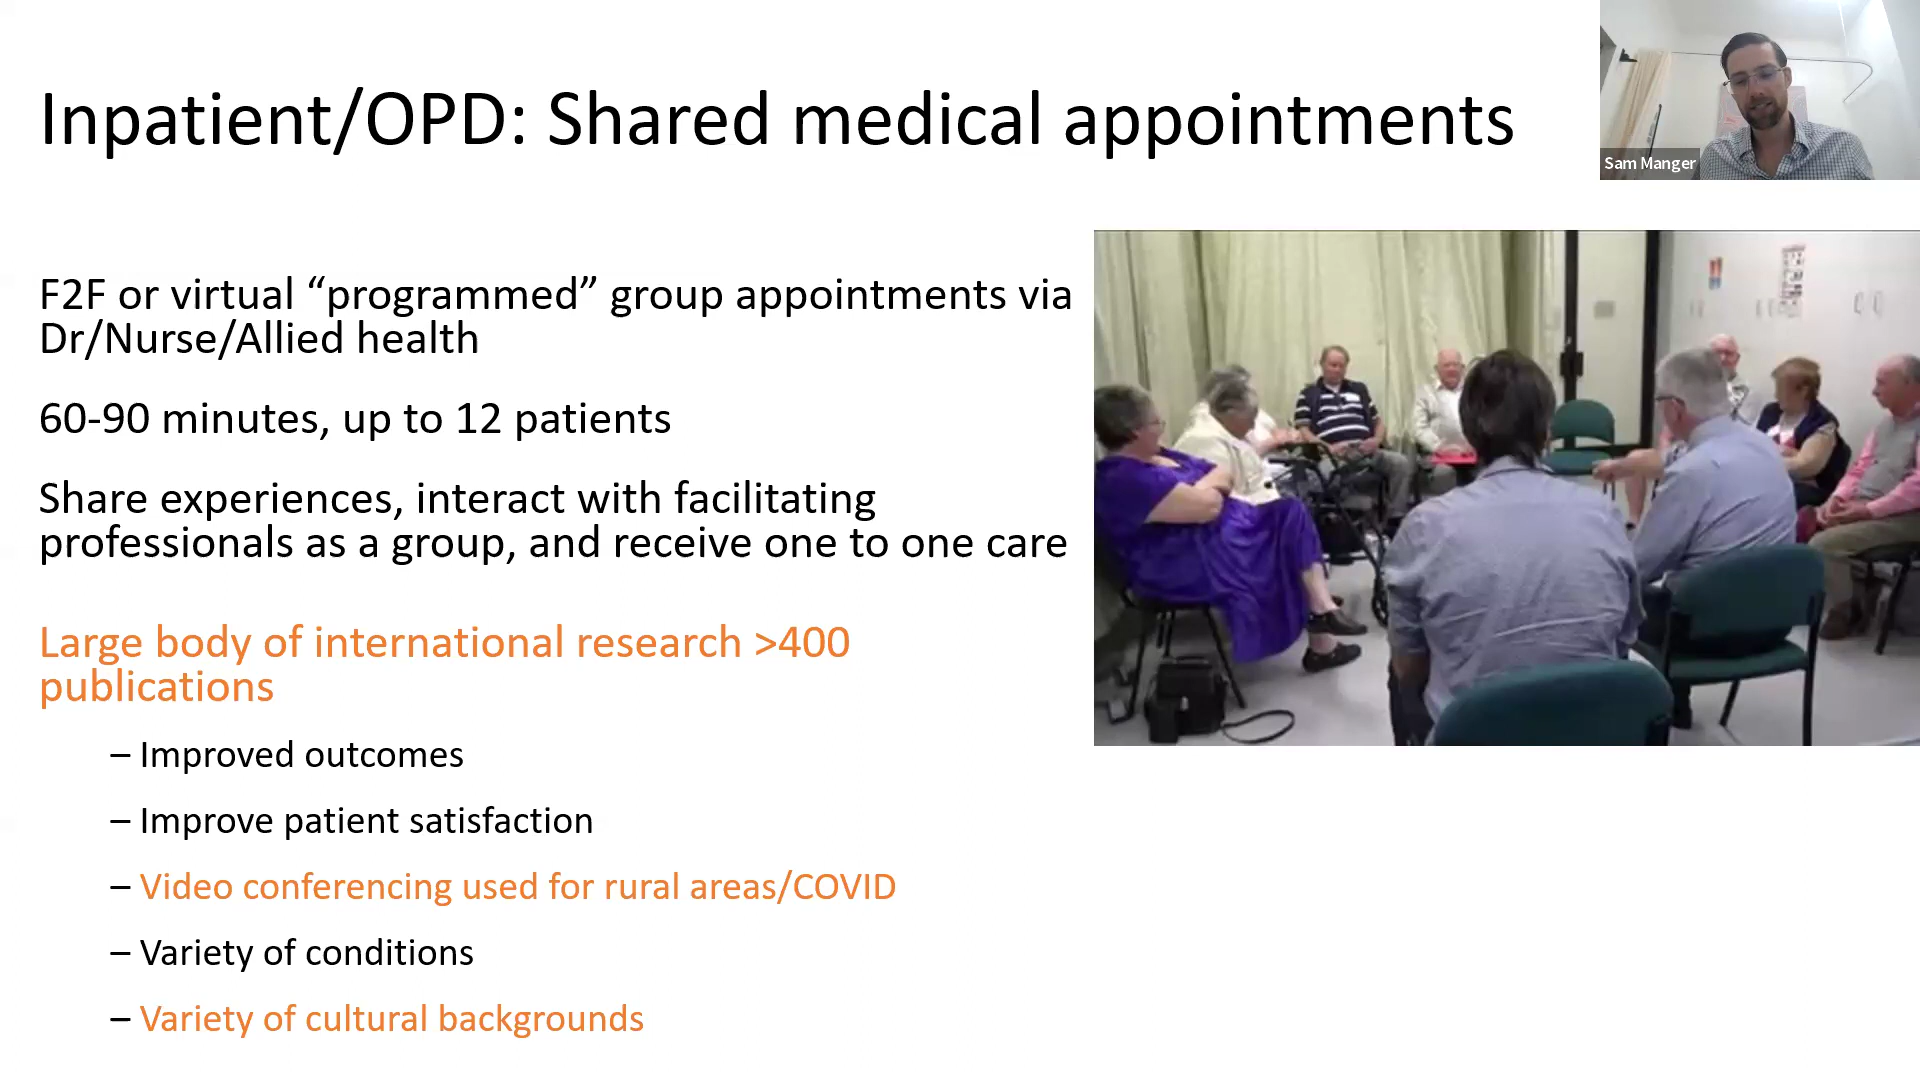 Inpatient/OPD: Shared medical appointments
Sam Manger
F2F or virtual “programmed” group appointments via
Dr/Nurse/Allied health
60-90 minutes, up to 12 patients
Share experiences, interact with facilitating
professionals as a group, and receive one to one care
Large body of international research >400
publications
– Improved outcomes
– Improve patient satisfaction
– Video conferencing used for rural areas/COVID
– Variety of conditions
– Variety of cultural backgrounds